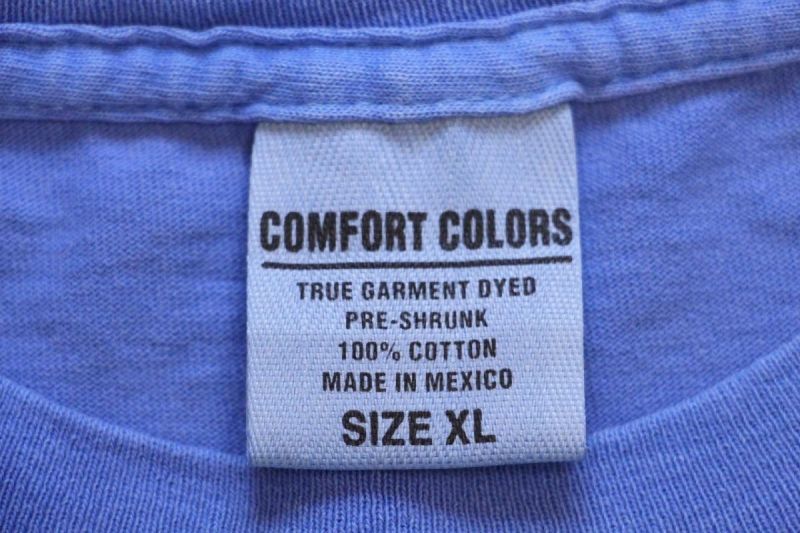 COMFORT COLORS
TRUE GARMENT DYED
PRE-SHRUNK
100% COTTON
MADE IN MEXICO
SIZE XL